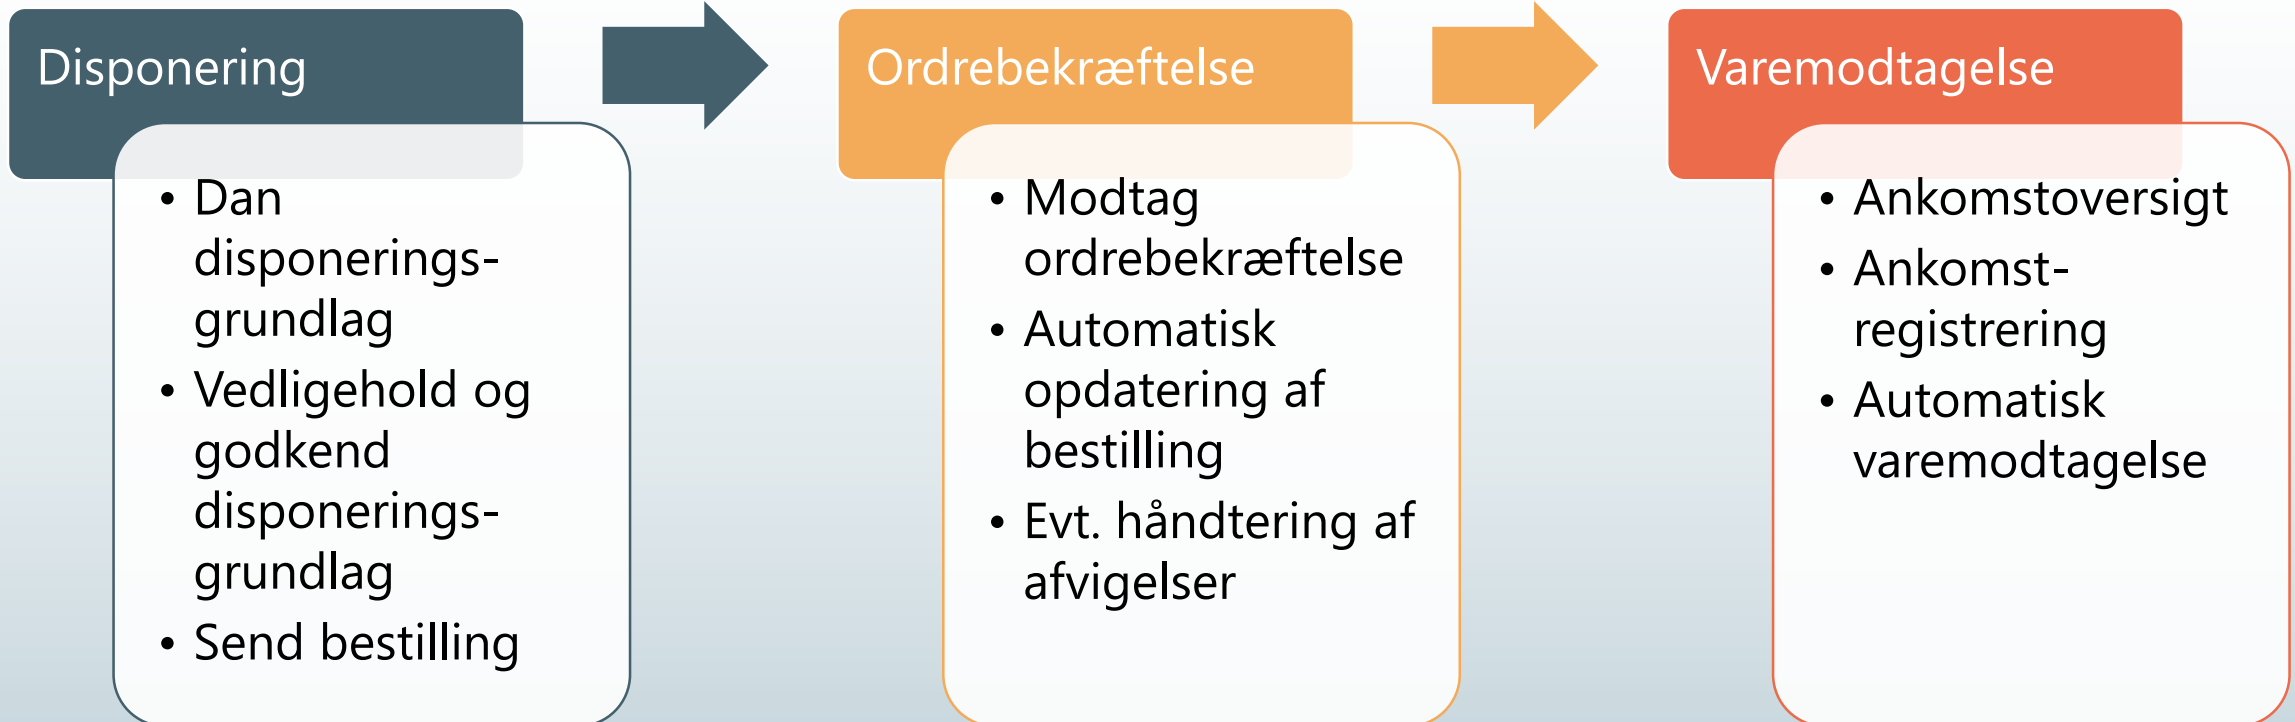 Disponering
• Dan
disponerings-
grundlag
• Vedligehold og
godkend
disponerings-
grundlag
• Send bestilling
Ordrebekræftelse
• Modtag
ordrebekræftelse
• Automatisk
opdatering af
bestilling
• Evt. håndtering af
afvigelser
Varemodtagelse
• Ankomstoversigt
• Ankomst-
registrering
• Automatisk
varemodtagelse